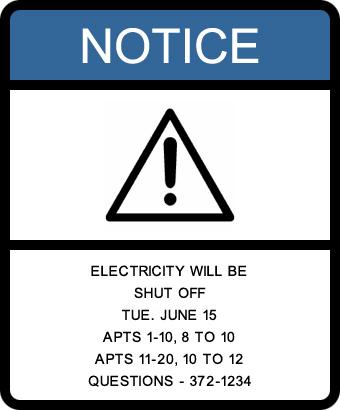 NOTICE
ELECTRICITY WILL BE
SHUT OFF
TUE. JUNE 15
APTS 1-10, 8 TO 10
APTS 11-20, 10 TO 12
QUESTIONS - 372-1234